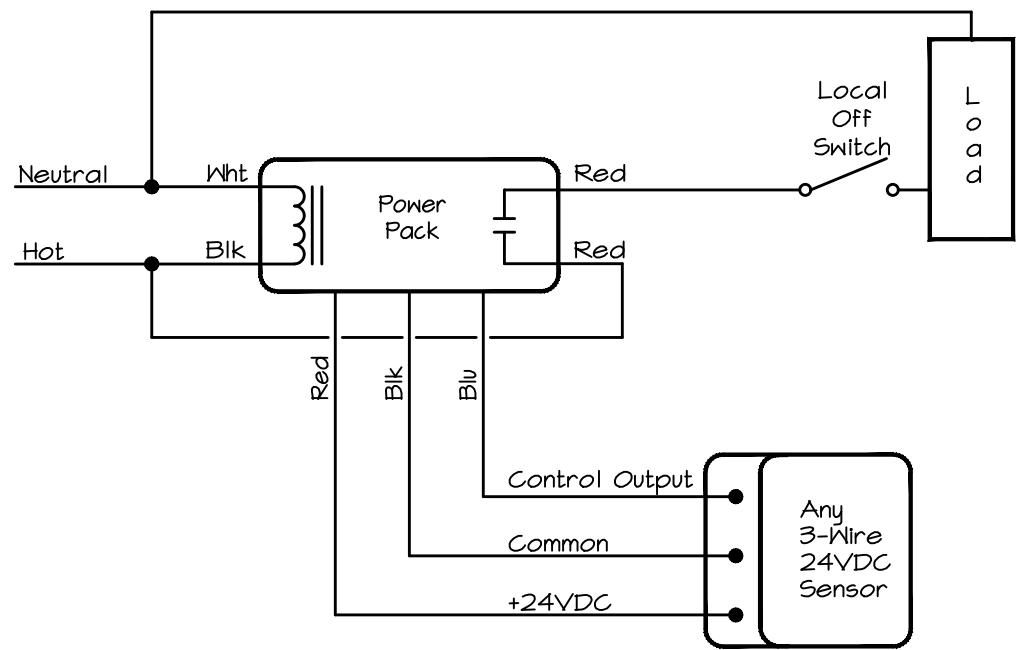 Local
Off
Switch
Load
Neutral
Wht
Red
Power
Pack
Hot
Blk
Red
Red
Blk
Blu
Control Output
Common
+24VDC
Any
3-Wire
24VDC
Sensor